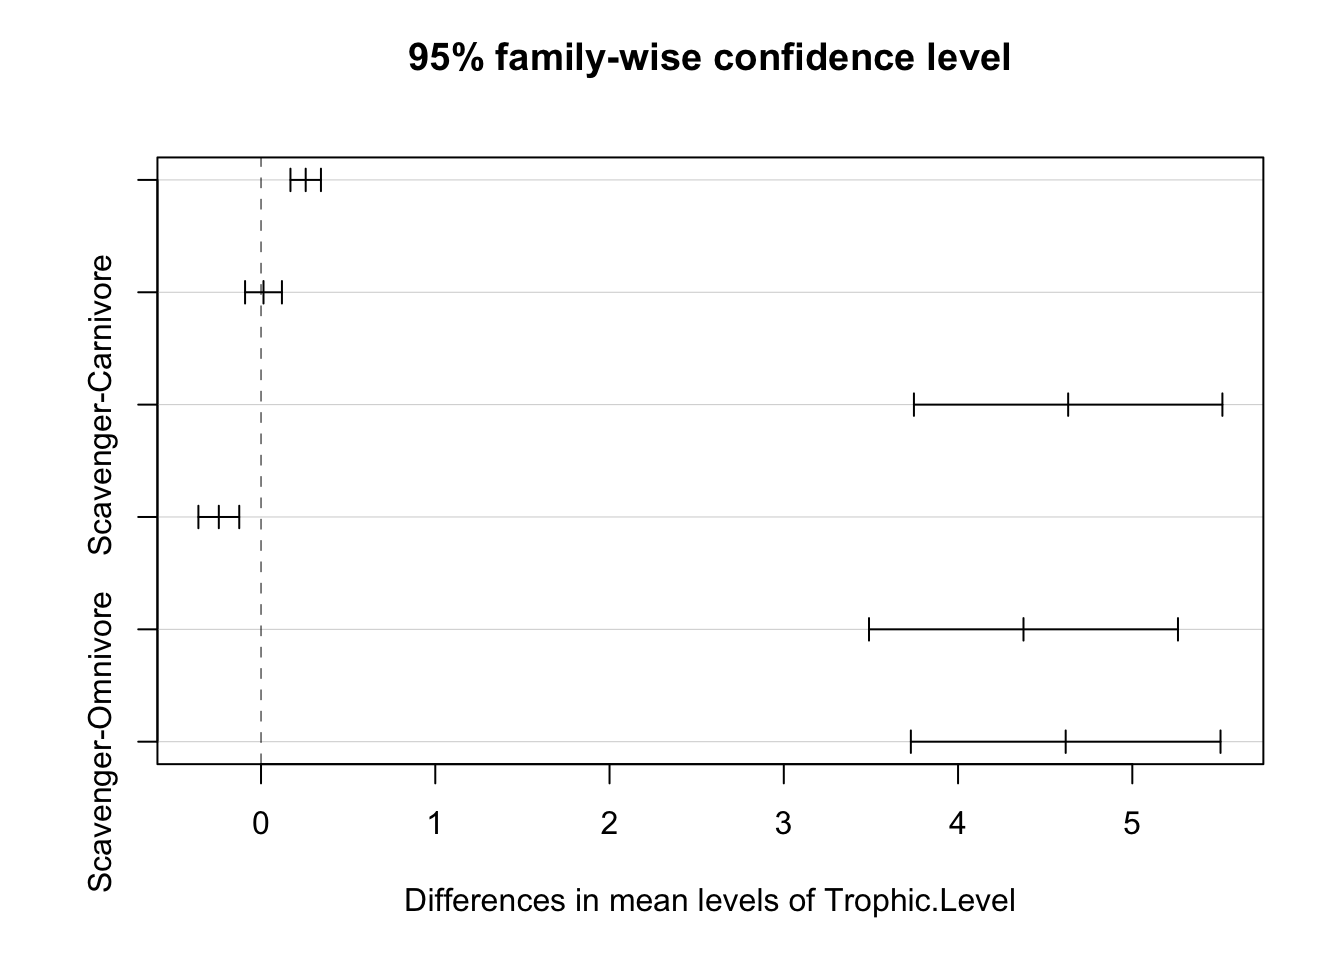 95% family-wise confidence level
Scavenger-Carnivore
Scavenger-Omnivore
0 1 2 3 4 5
Differences in mean levels of Trophic.Level